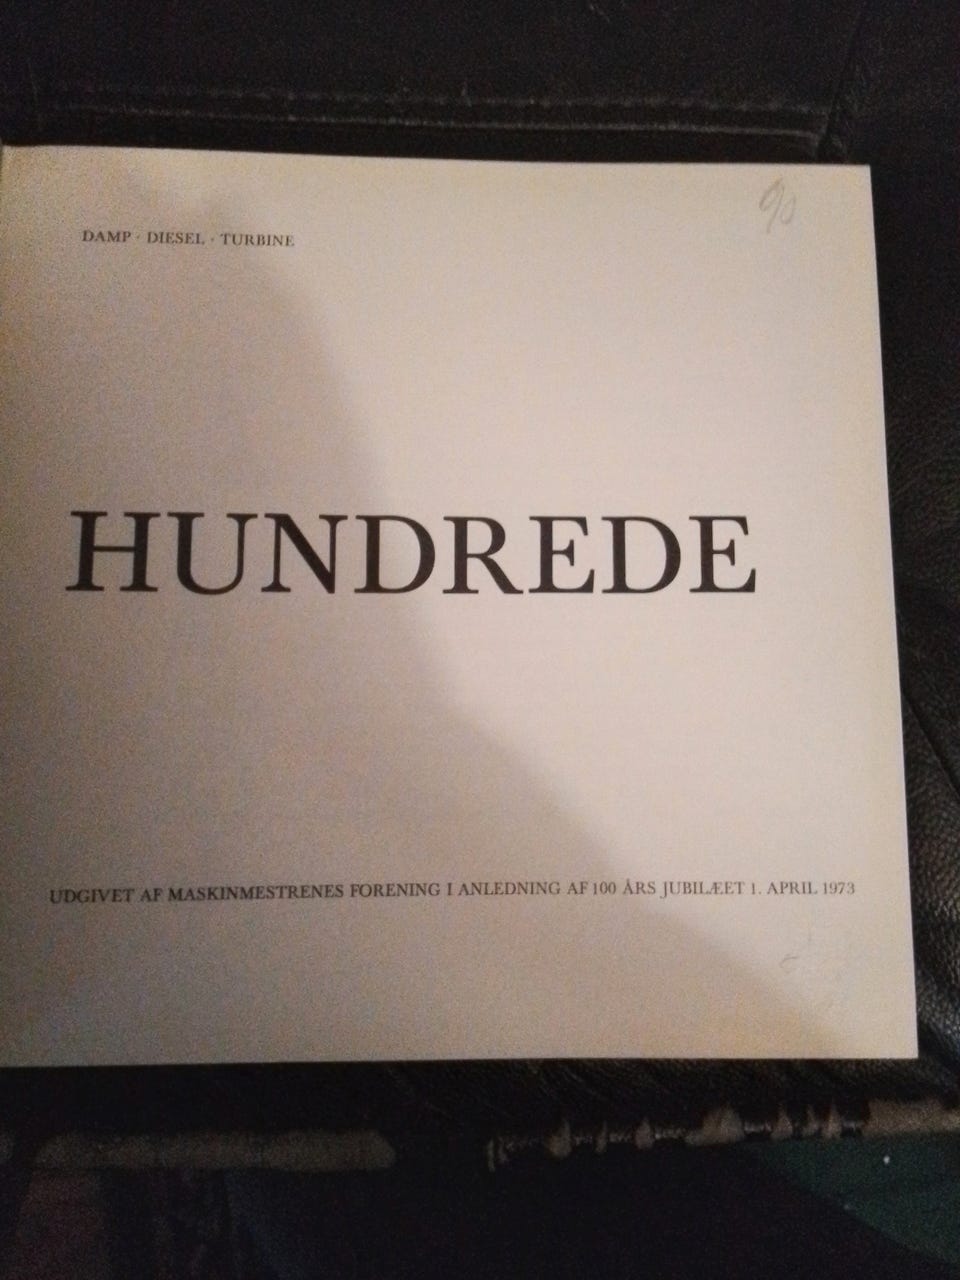 DAMP · DIESEL · TURBINE
HUNDREDE
UDGIVET AF MASKINMESTRENES FORENING I ANLEDNING AF 100 ÅRS JUBILÆET 1. APRIL 1973